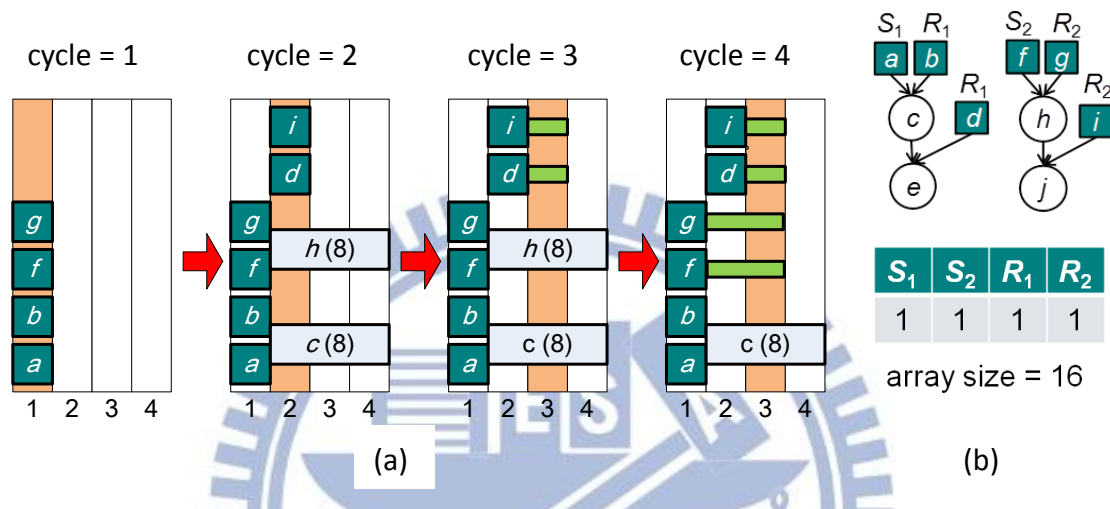 cycle = 1
cycle = 2
cycle = 3
cycle = 4
g
f
b
a
1 2 3 4
i
d
g
h (8)
f
b
c (8)
a
1 2 3 4
i
d
g
h (8)
f
b
c (8)
a
1 2 3 4
i
d
g
f
b
c (8)
a
1 2 3 4
(a)
S1 R1 S2 R2
a b f g
R1 R2
c d h i
e j
S1 S2 R1 R2
1 1 1 1
array size = 16
(b)
ES
A